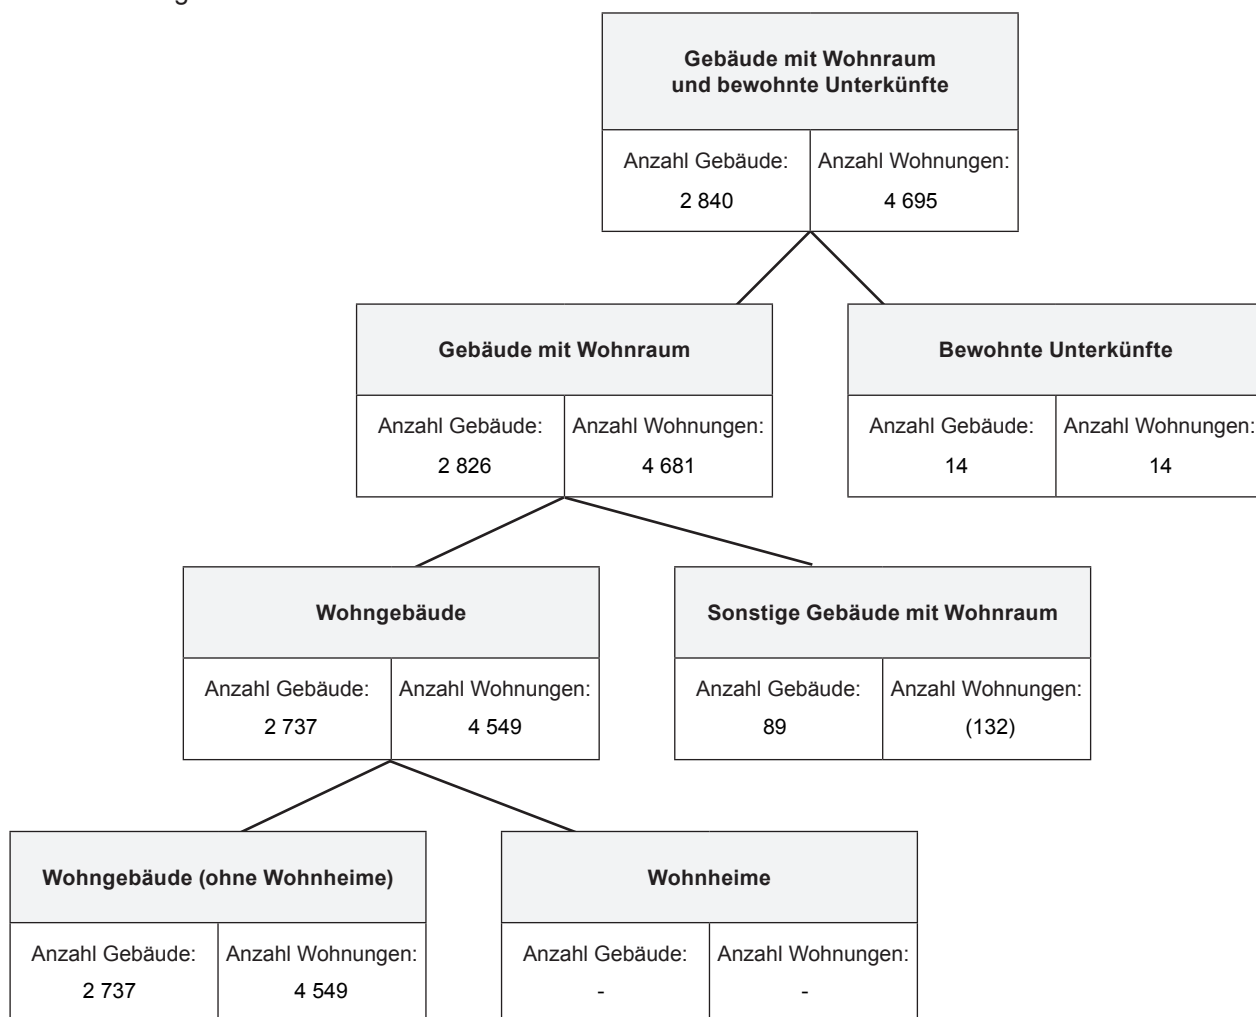 Gebäude mit Wohnraum
und bewohnte Unterkünfte
Anzahl Gebäude: Anzahl Wohnungen:
2 840 4 695
Gebäude mit Wohnraum Bewohnte Unterkünfte
Anzahl Gebäude: Anzahl Wohnungen: Anzahl Gebäude: Anzahl Wohnungen:
2 826 4 681 14 14
Wohngebäude Sonstige Gebäude mit Wohnraum
Anzahl Gebäude: Anzahl Wohnungen: Anzahl Gebäude: Anzahl Wohnungen:
2 737 4 549 89 (132)
Wohngebäude (ohne Wohnheime) Wohnheime
Anzahl Gebäude: Anzahl Wohnungen: Anzahl Gebäude: Anzahl Wohnungen:
2 737 4 549 - -